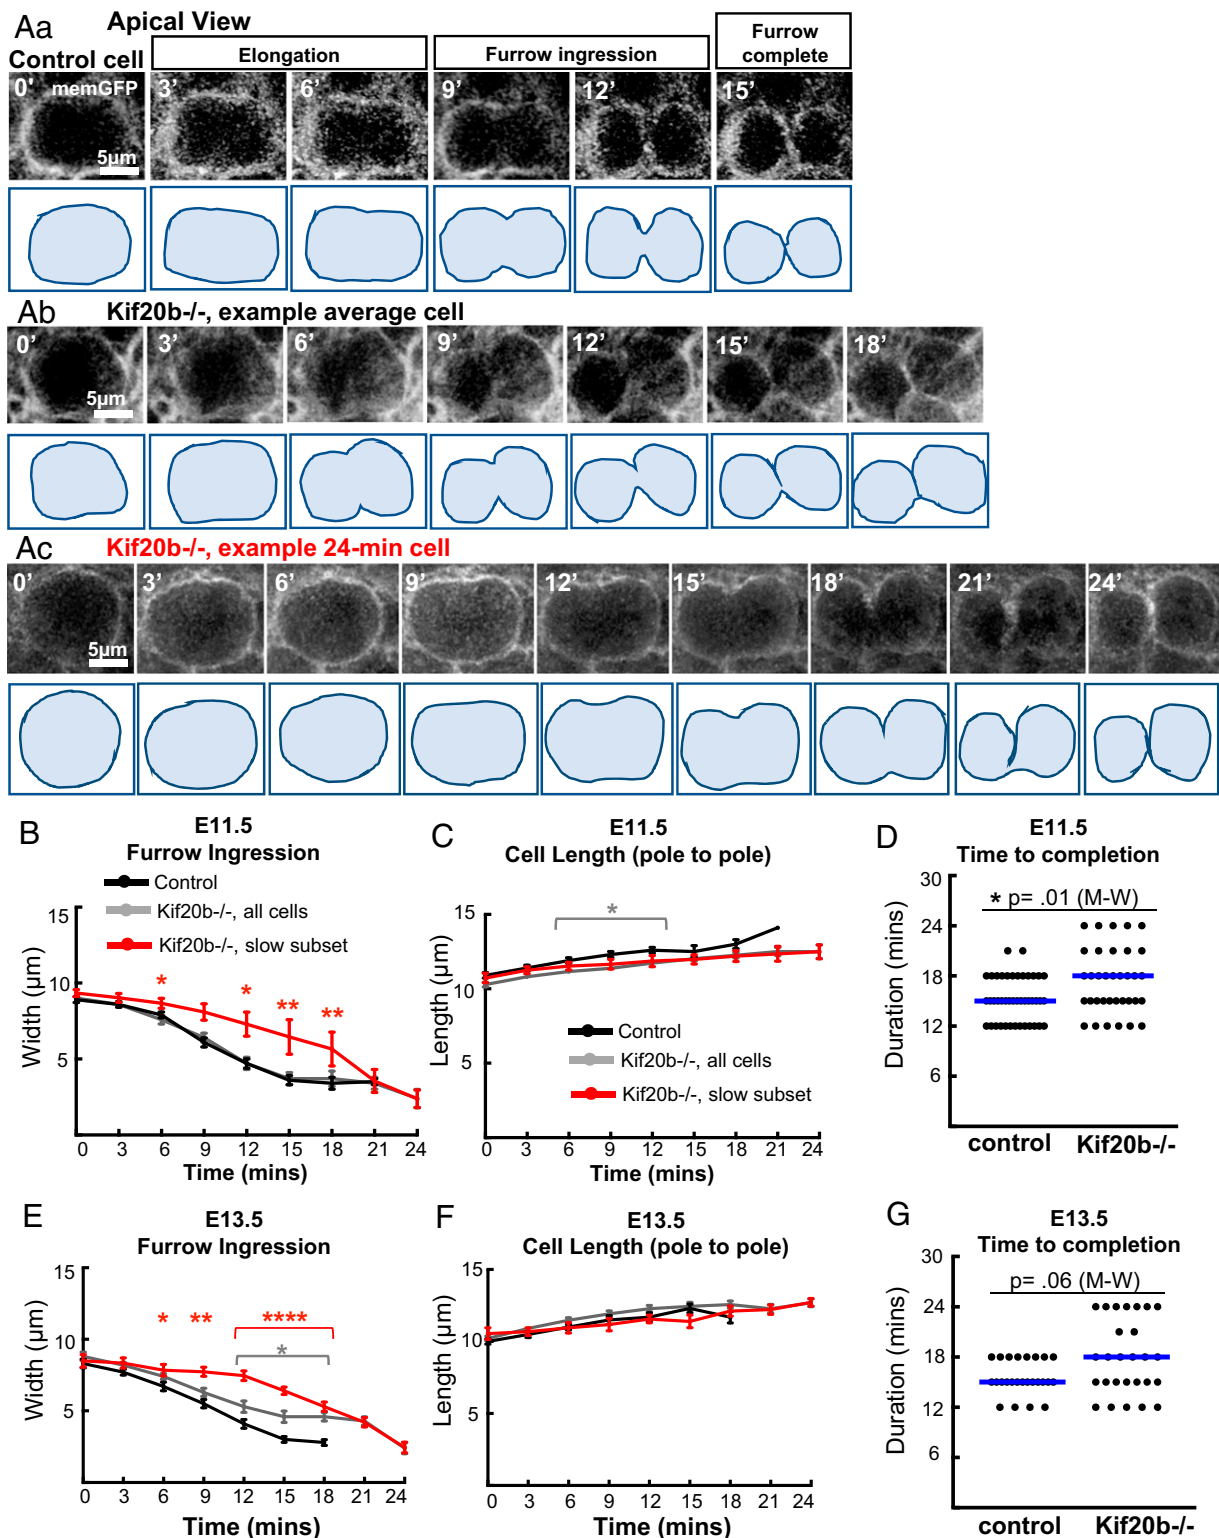 Aa
Apical View
Control cell
Elongation
Furrow ingression
Furrow complete
0’ memGFP 3’ 6’ 9’ 12’ 15’
5µm
Ab
Kif20b-/-, example average cell
0’ 3’ 6’ 9’ 12’ 15’ 18’
5µm
Ac
Kif20b-/-, example 24-min cell
0’ 3’ 6’ 9’ 12’ 15’ 18’ 21’ 24’
5µm
B
E11.5
Furrow Ingression
Control
Kif20b-/-, all cells
Kif20b-/-, slow subset
15
10
5
Width (µm)
* * ** **
0 3 6 9 12 15 18 21 24
Time (mins)
C
E11.5
Cell Length (pole to pole)
*
15
10
5
Length (µm)
Control
Kif20b-/-, all cells
Kif20b-/-, slow subset
0 3 6 9 12 15 18 21 24
Time (mins)
D
E11.5
Time to completion
* p= .01 (M-W)
30
24
18
12
6
Duration (mins)
control Kif20b-/-
E
E13.5
Furrow Ingression
* ** ****
*
15
10
5
Width (µm)
0 3 6 9 12 15 18 21 24
Time (mins)
F
E13.5
Cell Length (pole to pole)
15
10
5
Length (µm)
0 3 6 9 12 15 18 21 24
Time (mins)
G
E13.5
Time to completion
p= .06 (M-W)
30
24
18
12
6
Duration (mins)
control Kif20b-/-